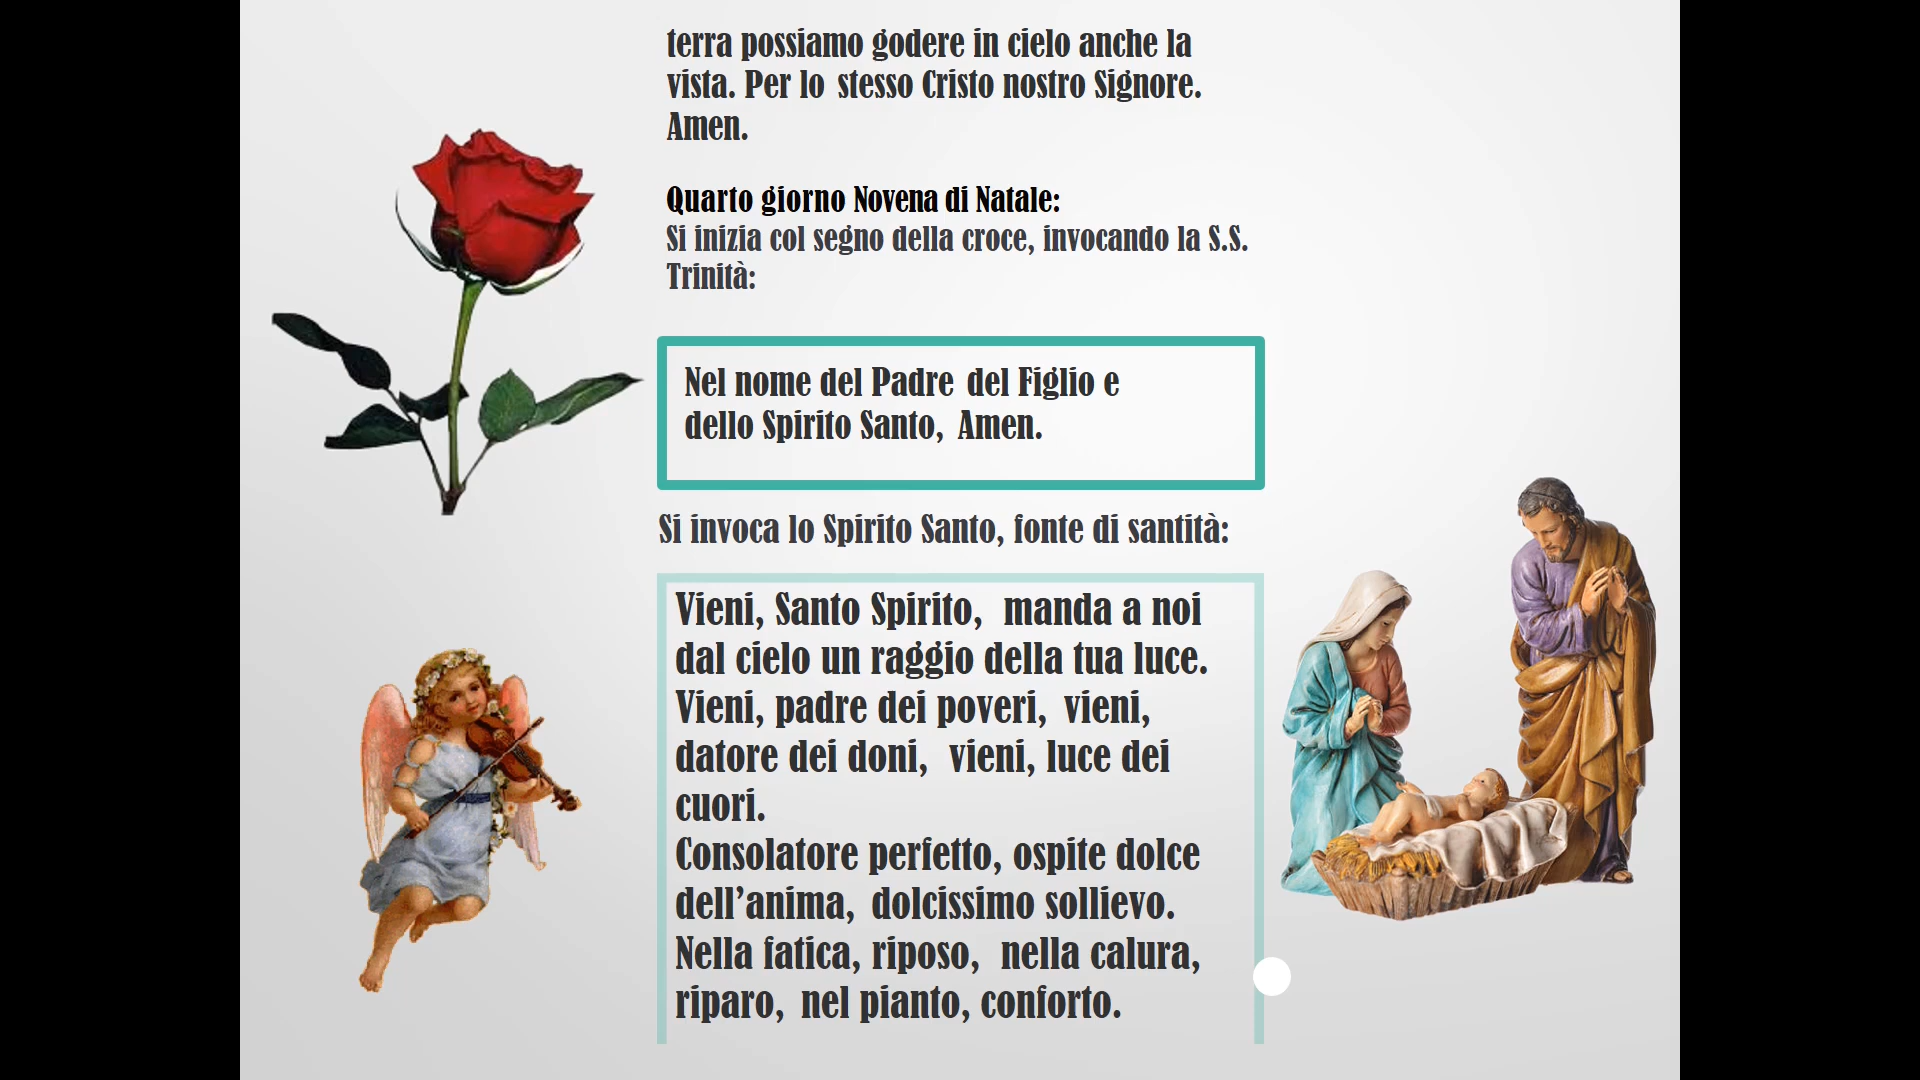 terra possiamo godere in cielo anche la
vista. Per lo stesso Cristo nostro Signore.
Amen.
Quarto giorno Novena di Natale:
Si inizia col segno della croce, invocando la S.S.
Trinità:
Nel nome del Padre del Figlio e
dello Spirito Santo, Amen.
Si invoca lo Spirito Santo, fonte di santità:
Vieni, Santo Spirito, manda a noi
dal cielo un raggio della tua luce.
Vieni, padre dei poveri, vieni,
datore dei doni, vieni, luce dei
cuori.
Consolatore perfetto, ospite dolce
dell’anima, dolcissimo sollievo.
Nella fatica, riposo, nella calura,
riparo, nel pianto, conforto.